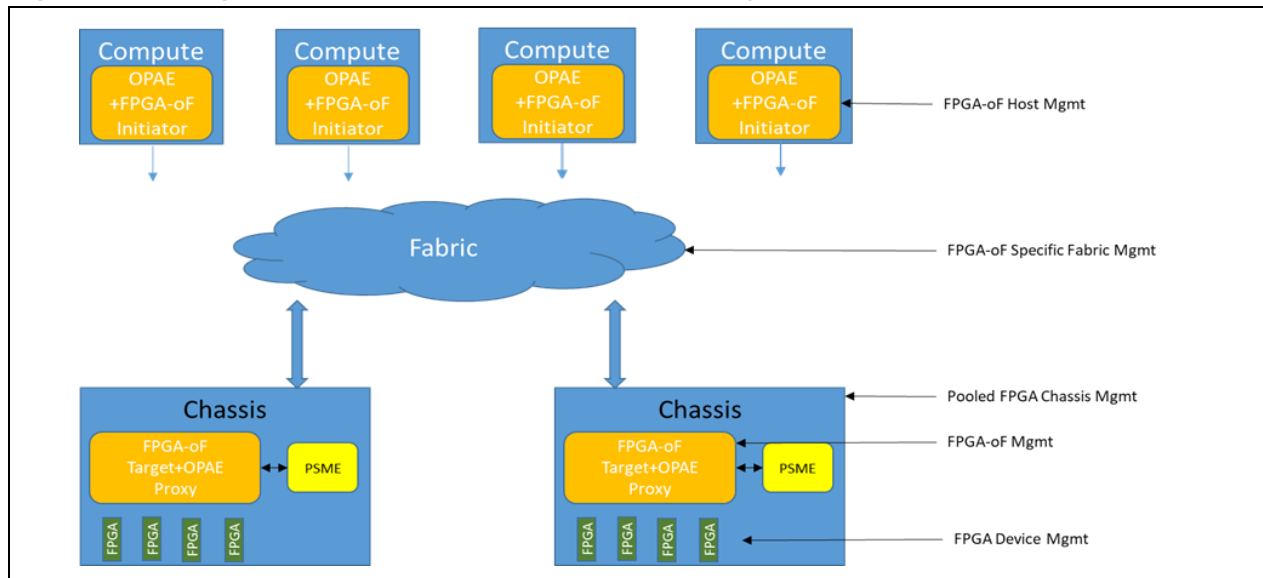 Compute
OPAE
+FPGA-oF
Initiator
Compute
OPAE
+FPGA-oF
Initiator
Compute
OPAE
+FPGA-oF
Initiator
Compute
OPAE
+FPGA-oF
Initiator
FPGA-oF Host Mgmt
Fabric
FPGA-oF Specific Fabric Mgmt
Chassis
FPGA-oF
Target+OPAE
Proxy
PSME
FPGA
FPGA
FPGA
FPGA
Chassis
FPGA-oF
Target+OPAE
Proxy
PSME
FPGA
FPGA
FPGA
FPGA
Pooled FPGA Chassis Mgmt
FPGA-oF Mgmt
FPGA Device Mgmt